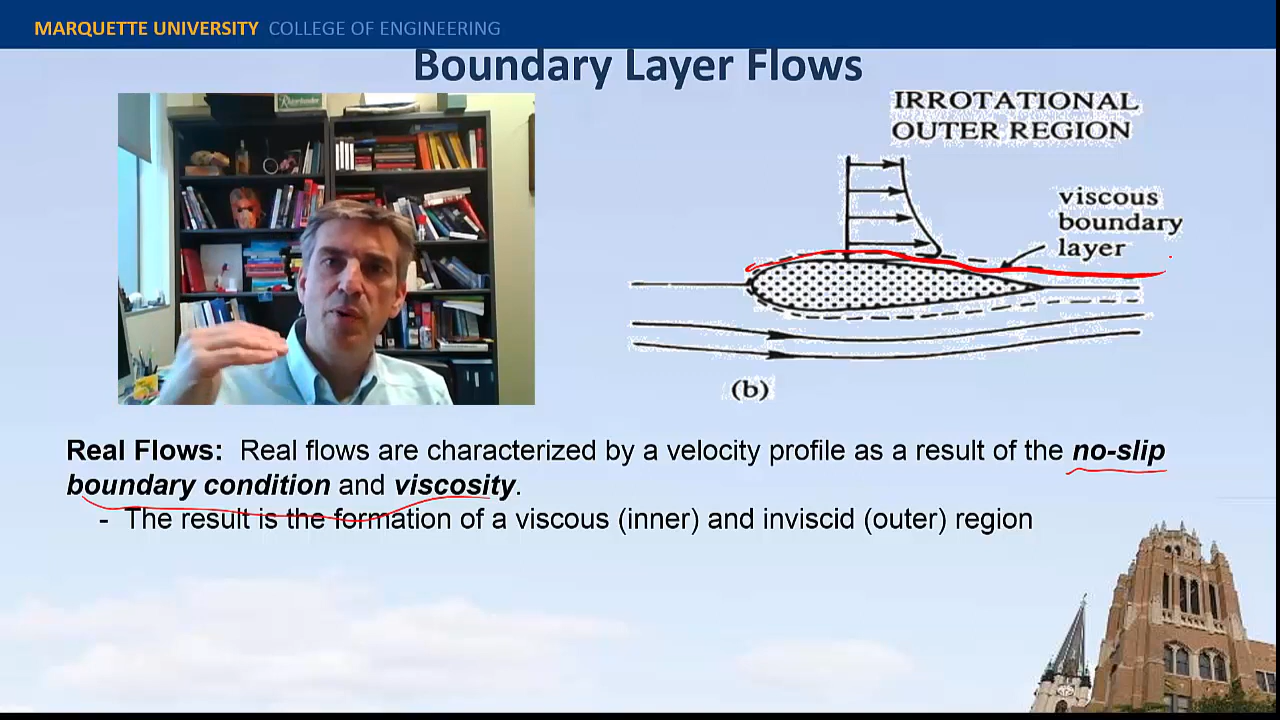 MARQUETTE UNIVERSITY COLLEGE OF ENGINEERING
Boundary Layer Flows
IRROTATIONAL
OUTER REGION
viscous
boundary
layer
(b)
Real Flows: Real flows are characterized by a velocity profile as a result of the no-slip
boundary condition and viscosity.
- The result is the formation of a viscous (inner) and inviscid (outer) region